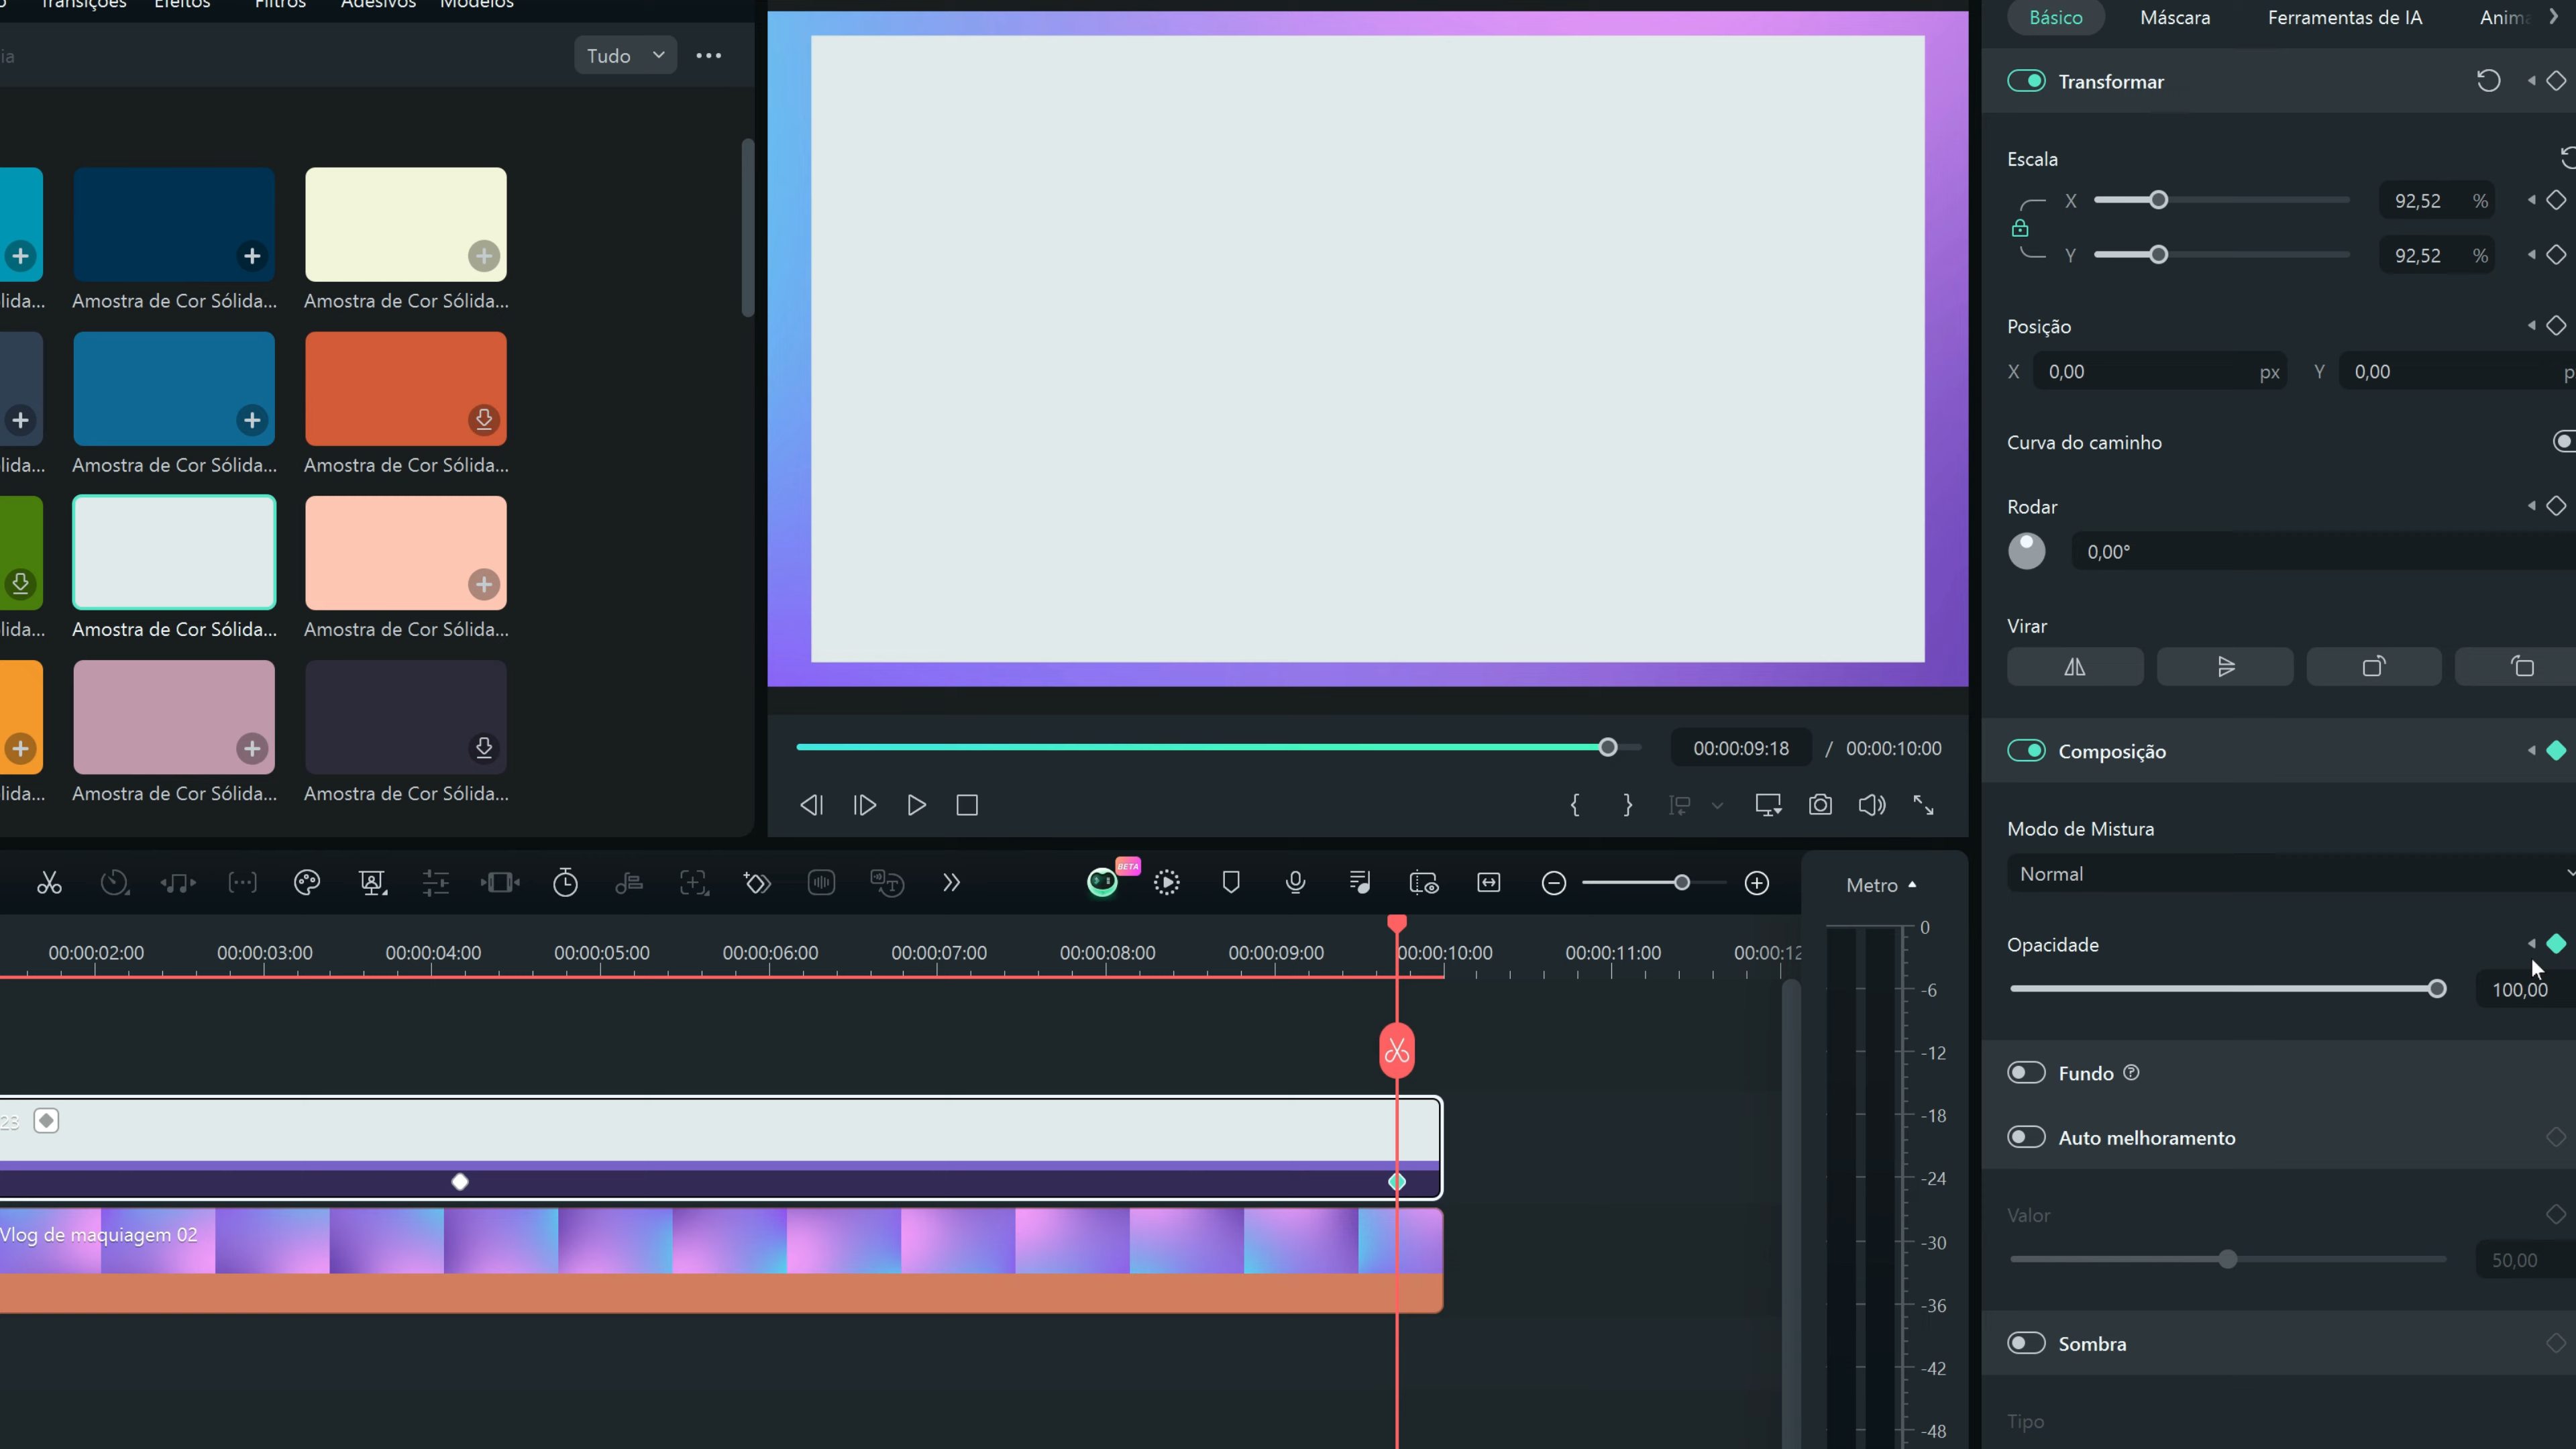 Transições Efeitos Filtros Adesivos Modelos
Tudo
Amostra de Cor Sólida... Amostra de Cor Sólida...
Amostra de Cor Sólida... Amostra de Cor Sólida...
Amostra de Cor Sólida... Amostra de Cor Sólida...
Amostra de Cor Sólida... Amostra de Cor Sólida...
00:00:09:18 / 00:00:10:00
Básico Máscara Ferramentas de IA
Transformar
Escala
X 92,52 %
Y 92,52 %
Posição
X 0,00 px Y 0,00
Curva do caminho
Rodar
0,00°
Virar
Composição
Modo de Mistura
Normal
Opacidade
100,00
Fundo
Auto melhoramento
Valor
50,00
Sombra
Tipo
BETA
Metro
00:00:02:00 00:00:03:00 00:00:04:00 00:00:05:00 00:00:06:00 00:00:07:00 00:00:08:00 00:00:09:00 00:00:10:00 00:00:11:00 00:00:12
23
Vlog de maquiagem 02
0
-6
-12
-18
-24
-30
-36
-42
-48